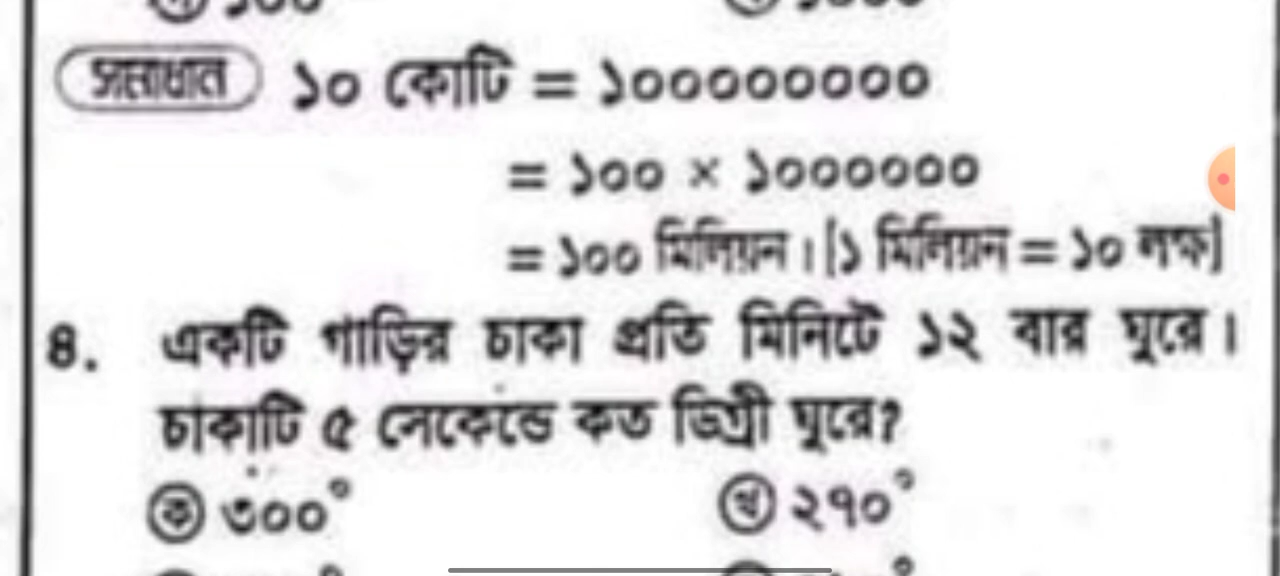 সমাধান ১০ কোটি = ১০০০০০০০০
= ১০০ × ১০০০০০০
= ১০০ মিলিয়ন। [১ মিলিয়ন = ১০ লক্ষ]
৪. একটি গাড়ির চাকা প্রতি মিনিটে ১২ বার ঘুরে।
চাকাটি ৫ সেকেন্ডে কত ডিগ্রী ঘুরে?
ক ৩০০° খ ২৭০°